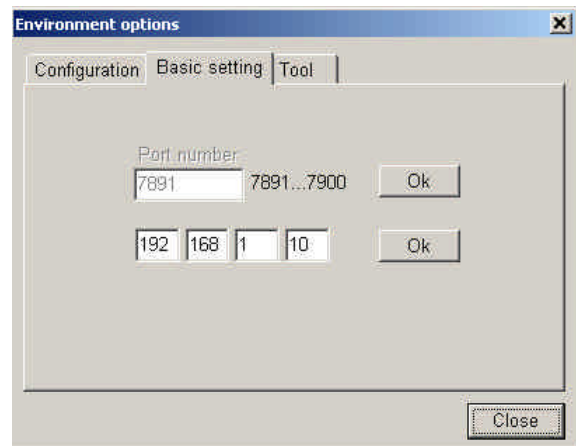 Environment options
Configuration Basic setting Tool
Port number
7891 7891...7900 Ok
192 168 1 10 Ok
Close